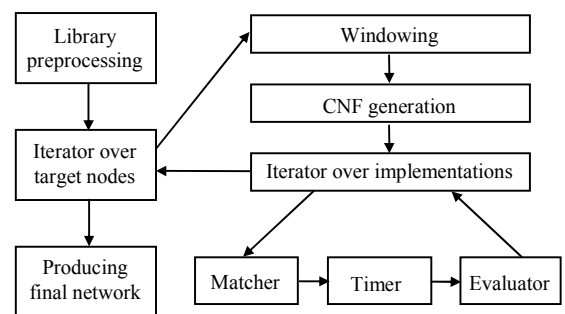 Library
preprocessing
Iterator over
target nodes
Producing
final network
Windowing
CNF generation
Iterator over implementations
Matcher
Timer
Evaluator